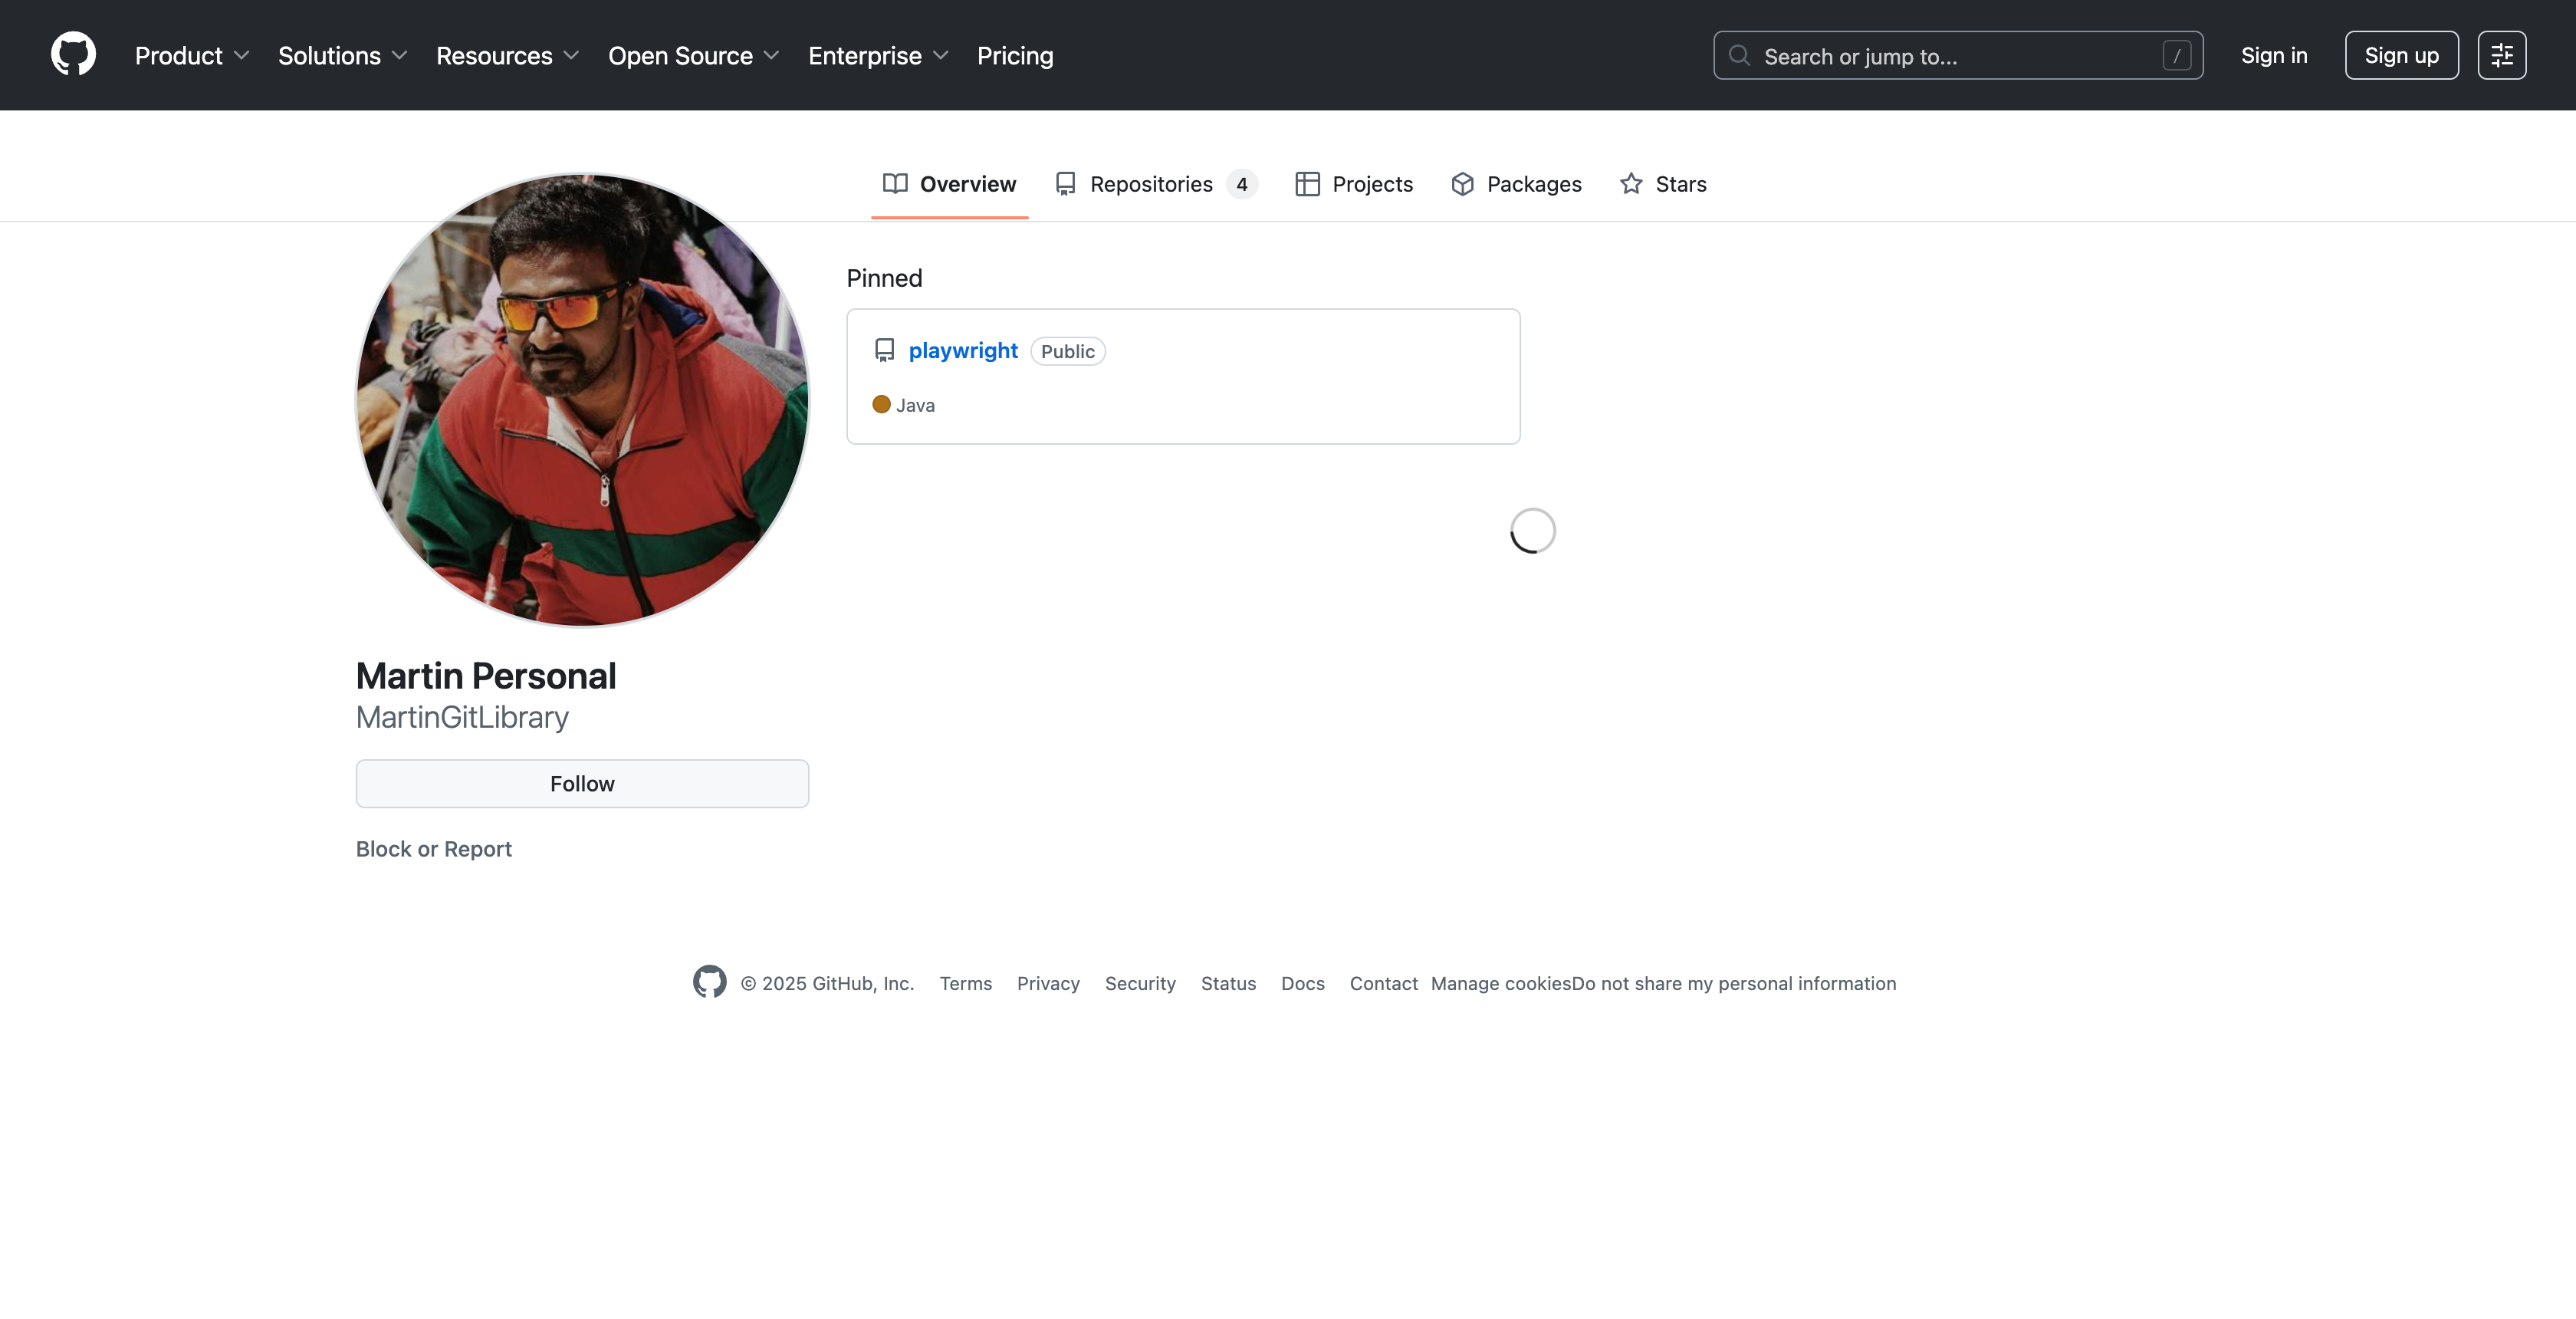 Product Solutions Resources Open Source Enterprise Pricing Search or jump to... / Sign in Sign up
Overview Repositories 4 Projects Packages Stars
Pinned
playwright Public
Java
Martin Personal
MartinGitLibrary
Follow
Block or Report
© 2025 GitHub, Inc. Terms Privacy Security Status Docs Contact Manage cookiesDo not share my personal information